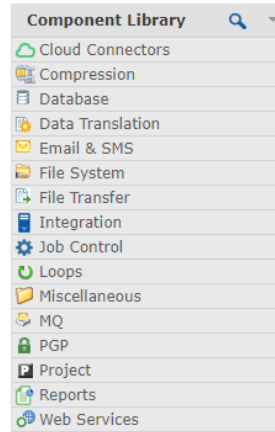 Component Library
Cloud Connectors
Compression
Database
Data Translation
Email & SMS
File System
File Transfer
Integration
Job Control
Loops
Miscellaneous
MQ
PGP
Project
Reports
Web Services